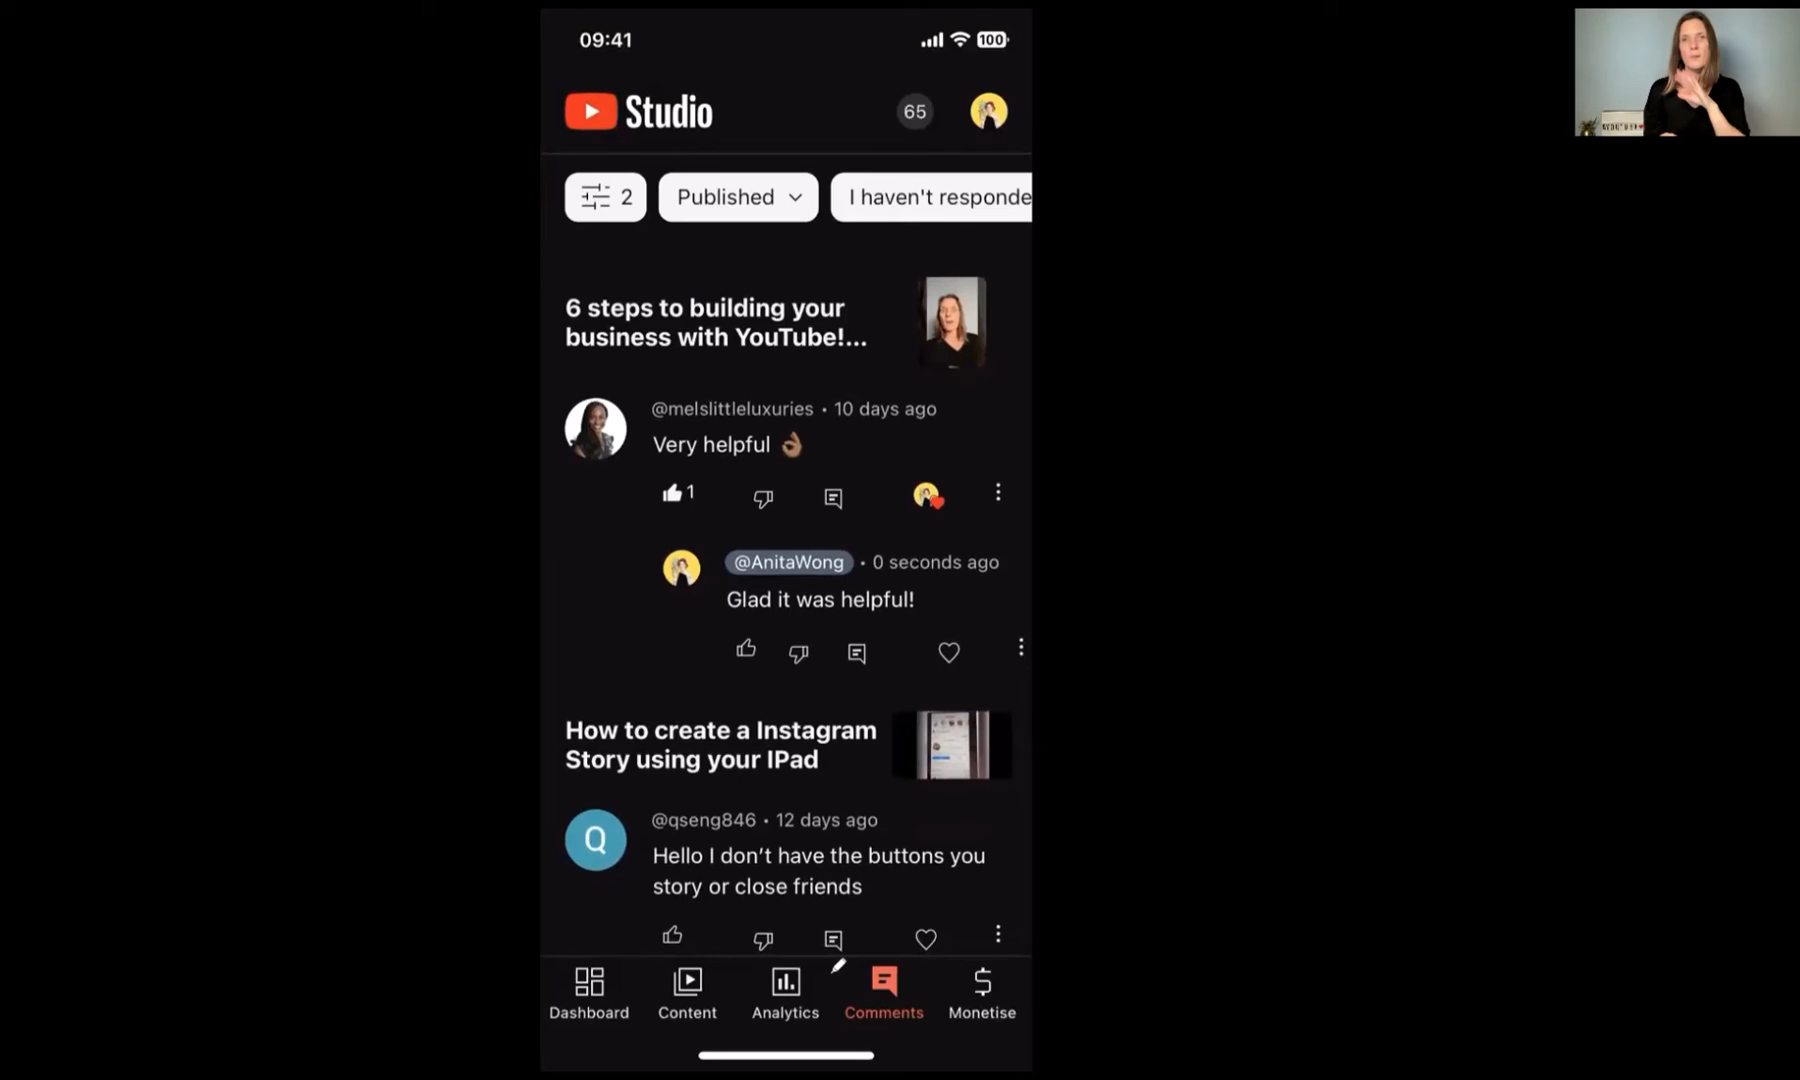 09:41
100
Studio
65
2
Published
I haven't responde
6 steps to building your
business with YouTube!...
@melslittleluxuries • 10 days ago
Very helpful 👌🏽
1
@AnitaWong • 0 seconds ago
Glad it was helpful!
How to create a Instagram
Story using your IPad
Q
@qseng846 • 12 days ago
Hello I don’t have the buttons you
story or close friends
Dashboard
Content
Analytics
Comments
Monetise